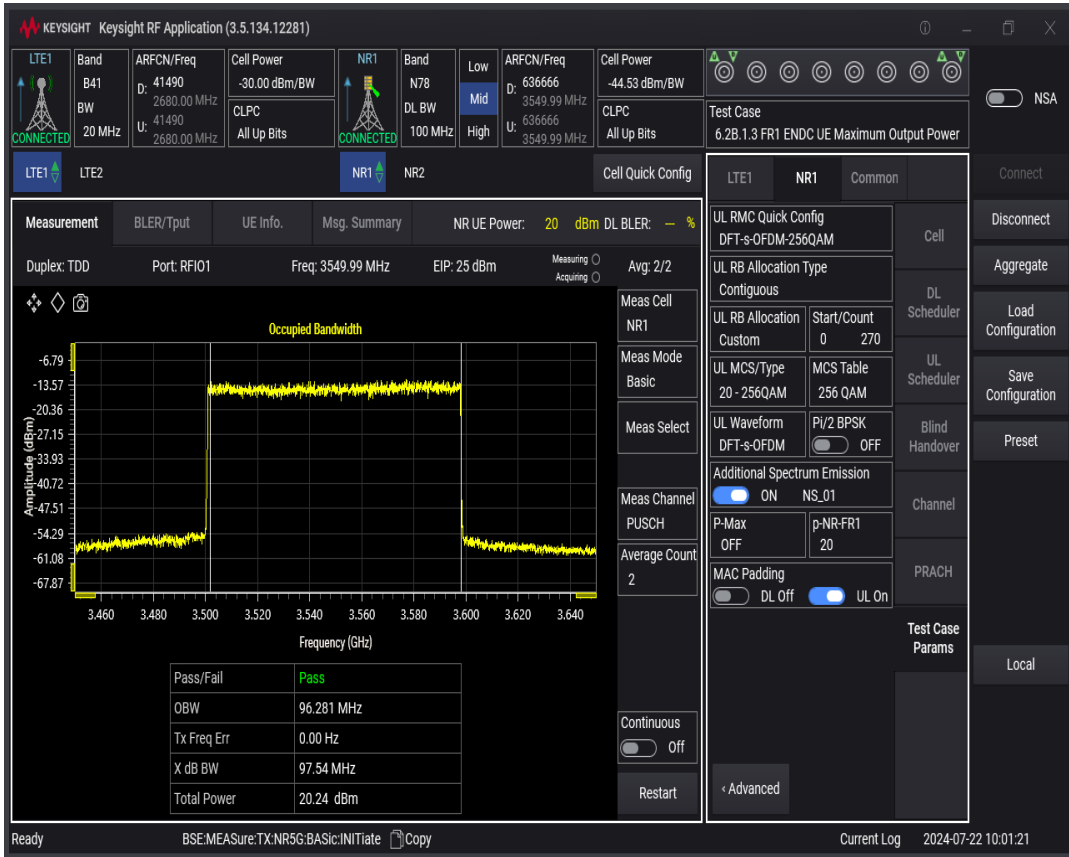 KEYSIGHT Keysight RF Application (3.5.134.12281)
LTE1
CONNECTED
Band
B41
BW
20 MHz
ARFCN/Freq
D: 41490
2680.00 MHz
U: 41490
2680.00 MHz
Cell Power
-30.00 dBm/BW
CLPC
All Up Bits
NR1
CONNECTED
Band
N78
DL BW
100 MHz
Low
Mid
High
ARFCN/Freq
D: 636666
3549.99 MHz
U: 636666
3549.99 MHz
Cell Power
-44.53 dBm/BW
CLPC
All Up Bits
Test Case
6.2B.1.3 FR1 ENDC UE Maximum Output Power
NSA
LTE1 LTE2 NR1 NR2 Cell Quick Config
Measurement BLER/Tput UE Info. Msg. Summary NR UE Power: 20 dBm DL BLER: -- %
Duplex: TDD Port: RFIO1 Freq: 3549.99 MHz EIP: 25 dBm Measuring Acquiring Avg: 2/2
Occupied Bandwidth
Amplitude (dBm)
-6.79
-13.57
-20.36
-27.15
-33.93
-40.72
-47.51
-54.29
-61.08
-67.87
3.460 3.480 3.500 3.520 3.540 3.560 3.580 3.600 3.620 3.640
Frequency (GHz)
Pass/Fail Pass
OBW 96.281 MHz
Tx Freq Err 0.00 Hz
X dB BW 97.54 MHz
Total Power 20.24 dBm
Meas Cell
NR1
Meas Mode
Basic
Meas Select
Meas Channel
PUSCH
Average Count
2
Continuous
Off
Restart
LTE1 NR1 Common
UL RMC Quick Config
DFT-s-OFDM-256QAM
UL RB Allocation Type
Contiguous
UL RB Allocation
Custom
Start/Count
0 270
UL MCS/Type
20 - 256QAM
MCS Table
256 QAM
UL Waveform
DFT-s-OFDM
Pi/2 BPSK
OFF
Additional Spectrum Emission
ON NS_01
P-Max
OFF
p-NR-FR1
20
MAC Padding
DL Off UL On
‹ Advanced
Cell
DL
Scheduler
UL
Scheduler
Blind
Handover
Channel
PRACH
Test Case
Params
Connect
Disconnect
Aggregate
Load
Configuration
Save
Configuration
Preset
Local
Ready BSE:MEASure:TX:NR5G:BASic:INITiate Copy Current Log 2024-07-22 10:01:21